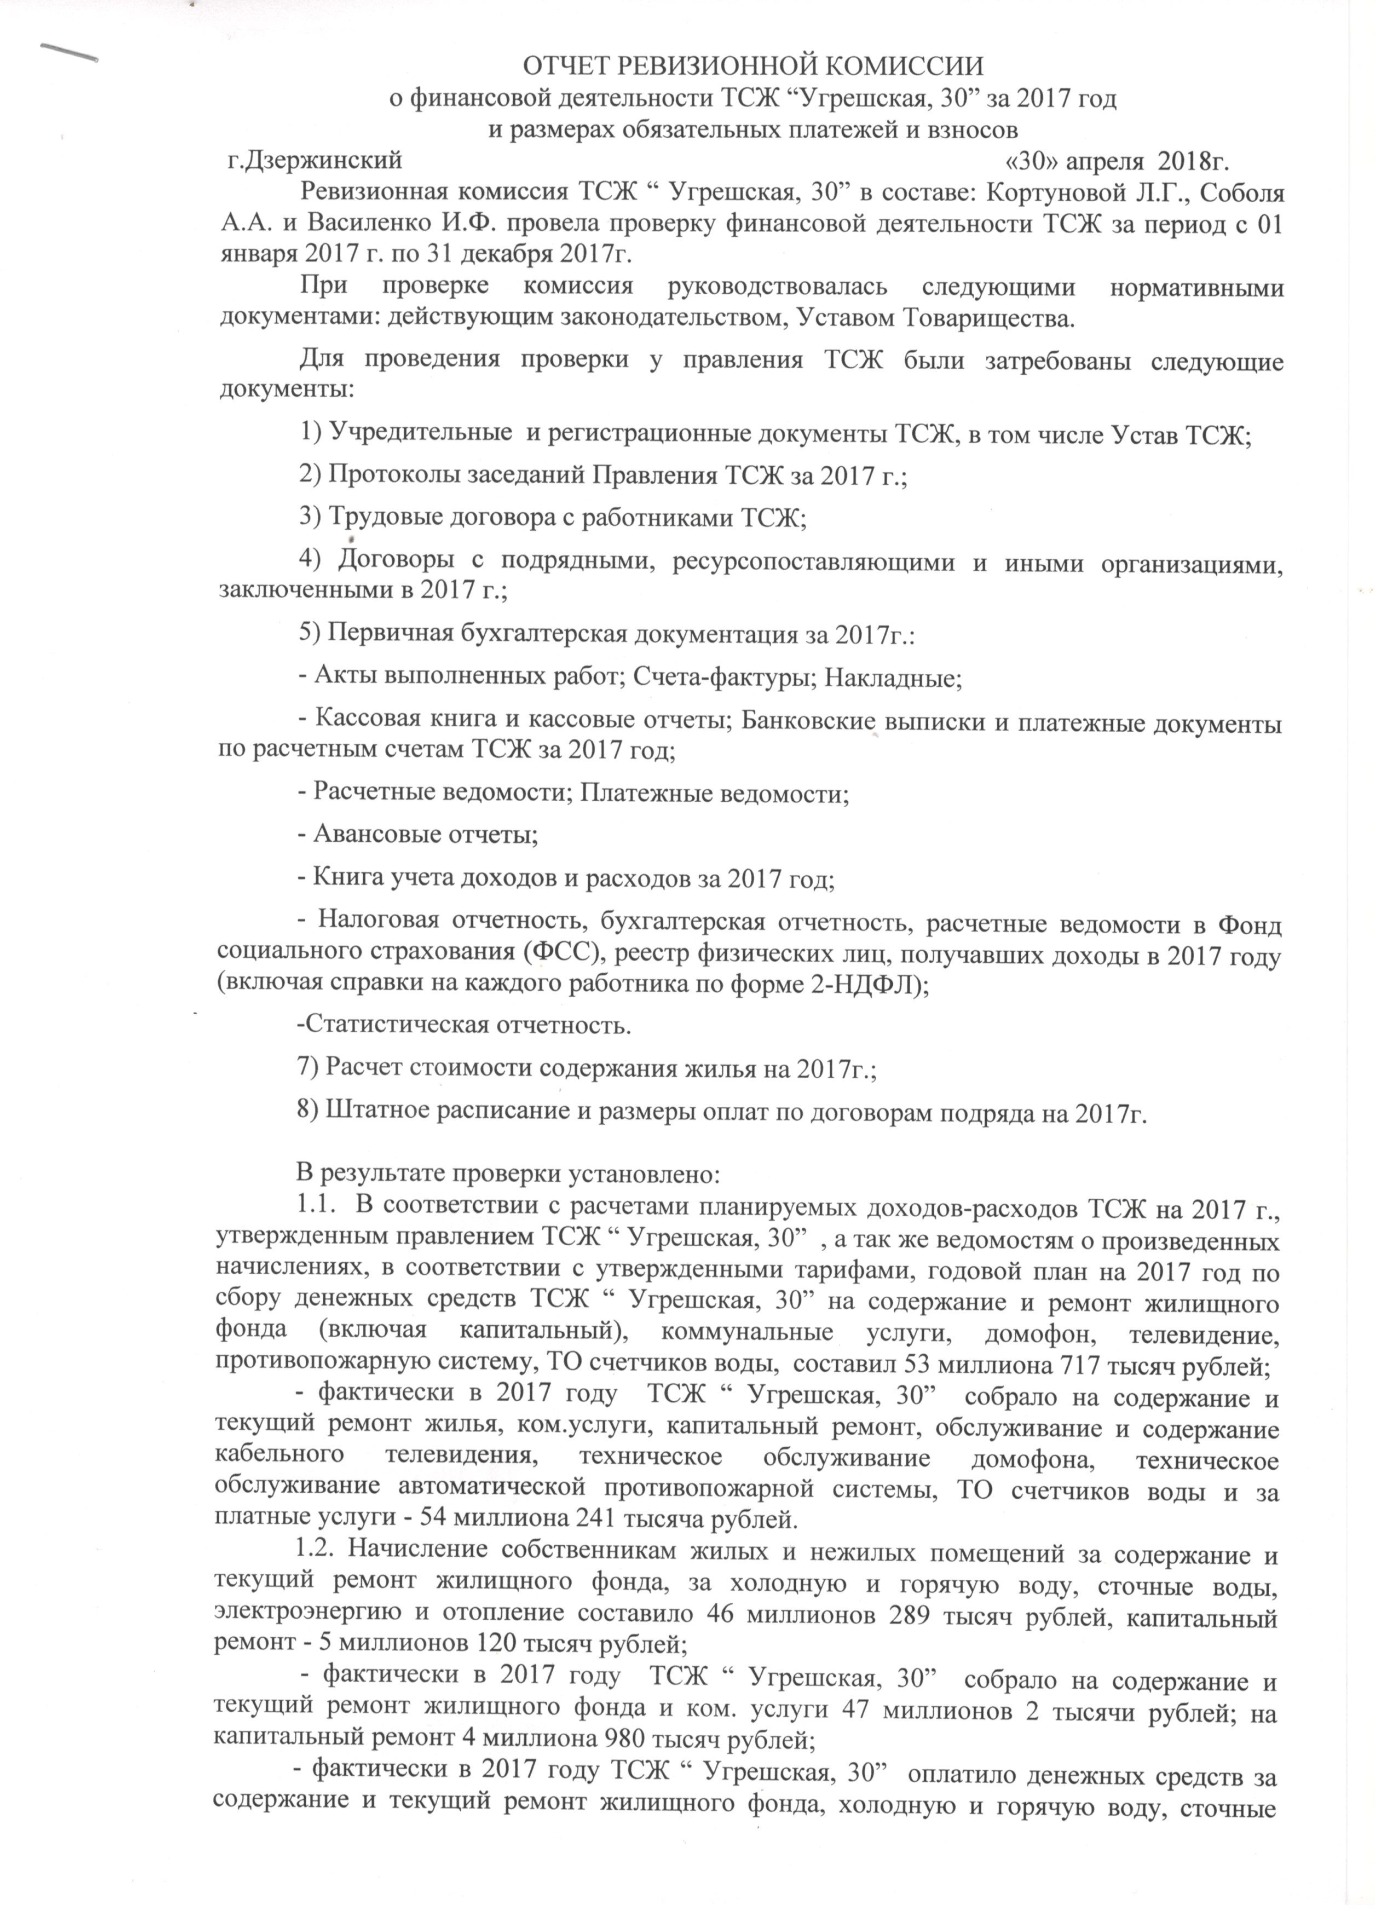 ОТЧЕТ РЕВИЗИОННОЙ КОМИССИИ
о финансовой деятельности ТСЖ “Угрешская, 30” за 2017 год
и размерах обязательных платежей и взносов
г.Дзержинский «30» апреля 2018г.
Ревизионная комиссия ТСЖ “ Угрешская, 30” в составе: Кортуновой Л.Г., Соболя
А.А. и Василенко И.Ф. провела проверку финансовой деятельности ТСЖ за период с 01
января 2017 г. по 31 декабря 2017г.
При проверке комиссия руководствовалась следующими нормативными
документами: действующим законодательством, Уставом Товарищества.
Для проведения проверки у правления ТСЖ были затребованы следующие
документы:
1) Учредительные и регистрационные документы ТСЖ, в том числе Устав ТСЖ;
2) Протоколы заседаний Правления ТСЖ за 2017 г.;
3) Трудовые договора с работниками ТСЖ;
4) Договоры с подрядными, ресурсопоставляющими и иными организациями,
заключенными в 2017 г.;
5) Первичная бухгалтерская документация за 2017г.:
- Акты выполненных работ; Счета-фактуры; Накладные;
- Кассовая книга и кассовые отчеты; Банковские выписки и платежные документы
по расчетным счетам ТСЖ за 2017 год;
- Расчетные ведомости; Платежные ведомости;
- Авансовые отчеты;
- Книга учета доходов и расходов за 2017 год;
- Налоговая отчетность, бухгалтерская отчетность, расчетные ведомости в Фонд
социального страхования (ФСС), реестр физических лиц, получавших доходы в 2017 году
(включая справки на каждого работника по форме 2-НДФЛ);
-Статистическая отчетность.
7) Расчет стоимости содержания жилья на 2017г.;
8) Штатное расписание и размеры оплат по договорам подряда на 2017г.
В результате проверки установлено:
1.1. В соответствии с расчетами планируемых доходов-расходов ТСЖ на 2017 г.,
утвержденным правлением ТСЖ “ Угрешская, 30” , а так же ведомостям о произведенных
начислениях, в соответствии с утвержденными тарифами, годовой план на 2017 год по
сбору денежных средств ТСЖ “ Угрешская, 30” на содержание и ремонт жилищного
фонда (включая капитальный), коммунальные услуги, домофон, телевидение,
противопожарную систему, ТО счетчиков воды, составил 53 миллиона 717 тысяч рублей;
- фактически в 2017 году ТСЖ “ Угрешская, 30” собрало на содержание и
текущий ремонт жилья, ком.услуги, капитальный ремонт, обслуживание и содержание
кабельного телевидения, техническое обслуживание домофона, техническое
обслуживание автоматической противопожарной системы, ТО счетчиков воды и за
платные услуги - 54 миллиона 241 тысяча рублей.
1.2. Начисление собственникам жилых и нежилых помещений за содержание и
текущий ремонт жилищного фонда, за холодную и горячую воду, сточные воды,
электроэнергию и отопление составило 46 миллионов 289 тысяч рублей, капитальный
ремонт - 5 миллионов 120 тысяч рублей;
- фактически в 2017 году ТСЖ “ Угрешская, 30” собрало на содержание и
текущий ремонт жилищного фонда и ком. услуги 47 миллионов 2 тысячи рублей; на
капитальный ремонт 4 миллиона 980 тысяч рублей;
- фактически в 2017 году ТСЖ “ Угрешская, 30” оплатило денежных средств за
содержание и текущий ремонт жилищного фонда, холодную и горячую воду, сточные